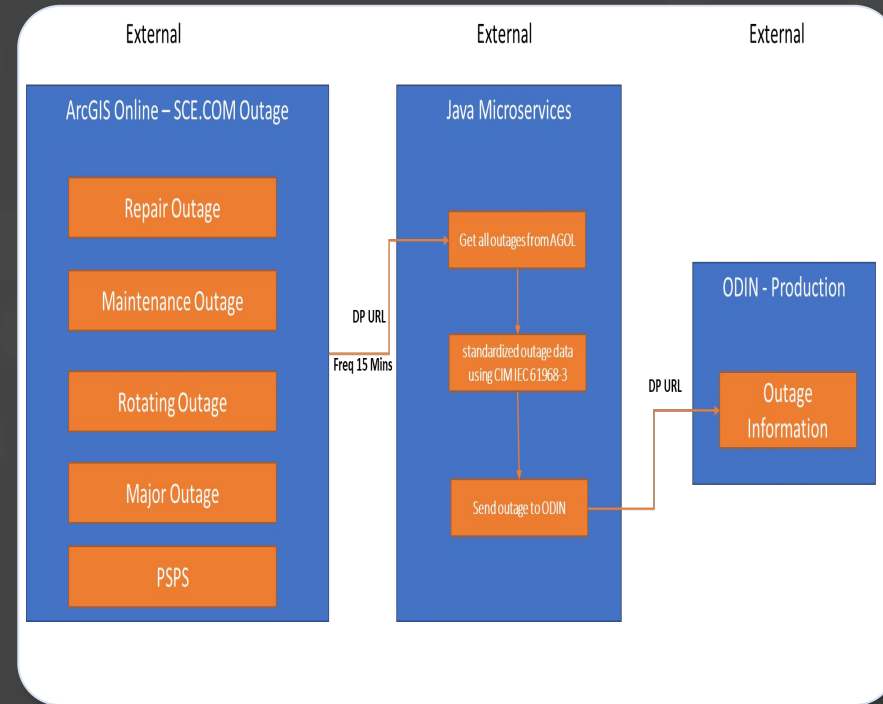 External
External
External
ArcGIS Online – SCE.COM Outage
Repair Outage
Maintenance Outage
Rotating Outage
Major Outage
PSPS
DP URL
Freq 15 Mins
Java Microservices
Get all outages from AGOL
standardized outage data
using CIM IEC 61968-3
Send outage to ODIN
DP URL
ODIN - Production
Outage
Information